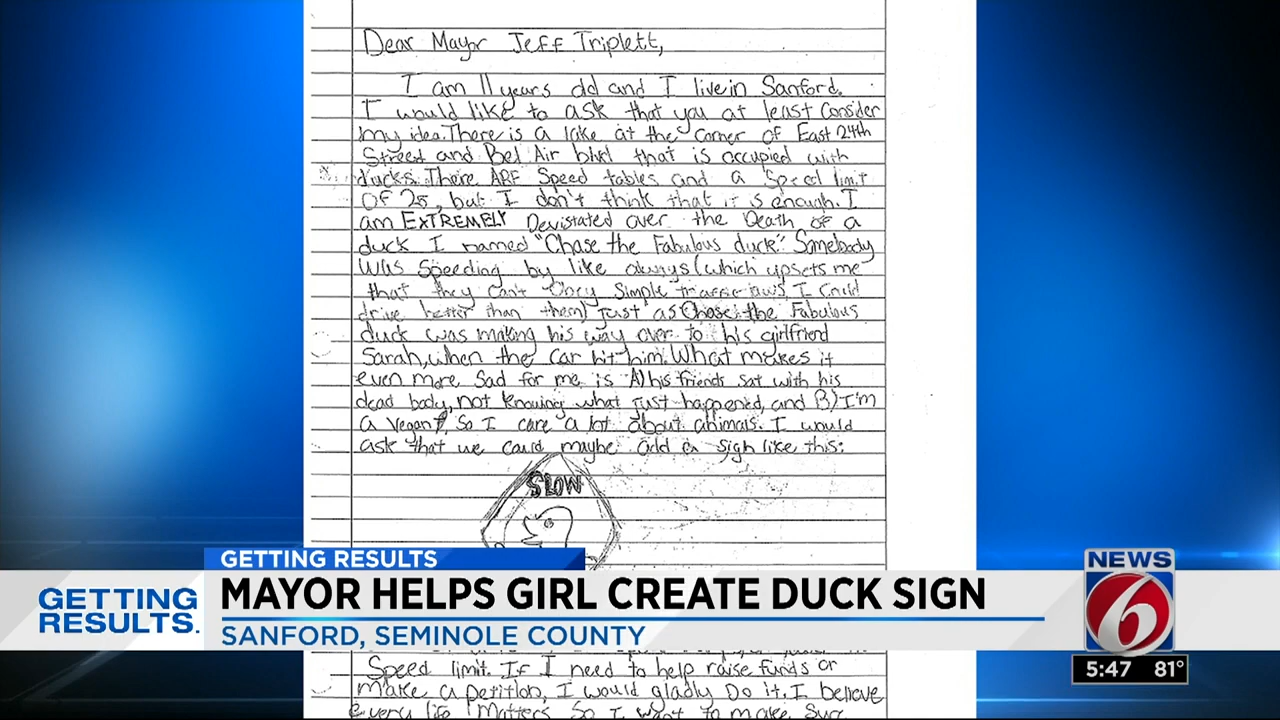 Dear Mayor Jeff Triplett,
I am 11 years old and I live in Sanford.
I would like to ask that you at least consider
my idea. There is a lake at the corner of East 24th
Street and Bel Air blvd that is occupied with
ducks. There ARE Speed tables and a Speed limit
OF 25, but I don't think that it is enough. I
am EXTREMELY Devistated over the Death of a
duck I named "Chase the Fabulous duck." Somebody
was speeding by like always (which upsets me
that they can't Obey simple traffic laws, I could
drive better than them) Just as Chase the Fabulous
duck was making his way over to his girlfriend
Sarah, when the car hit him. What makes it
even more sad for me is A) his friends sat with his
dead body, not knowing what just happened, and B) I'm
a vegan, so I care a lot about animals. I would
ask that we could maybe add a sign like this:
SLOW
GETTING RESULTS
MAYOR HELPS GIRL CREATE DUCK SIGN
SANFORD, SEMINOLE COUNTY
GETTING
RESULTS.
NEWS
6
5:47 81°
Speed limit. If I need to help raise funds or
make a petition, I would gladly Do it. I believe
every life matters so I want to make sure